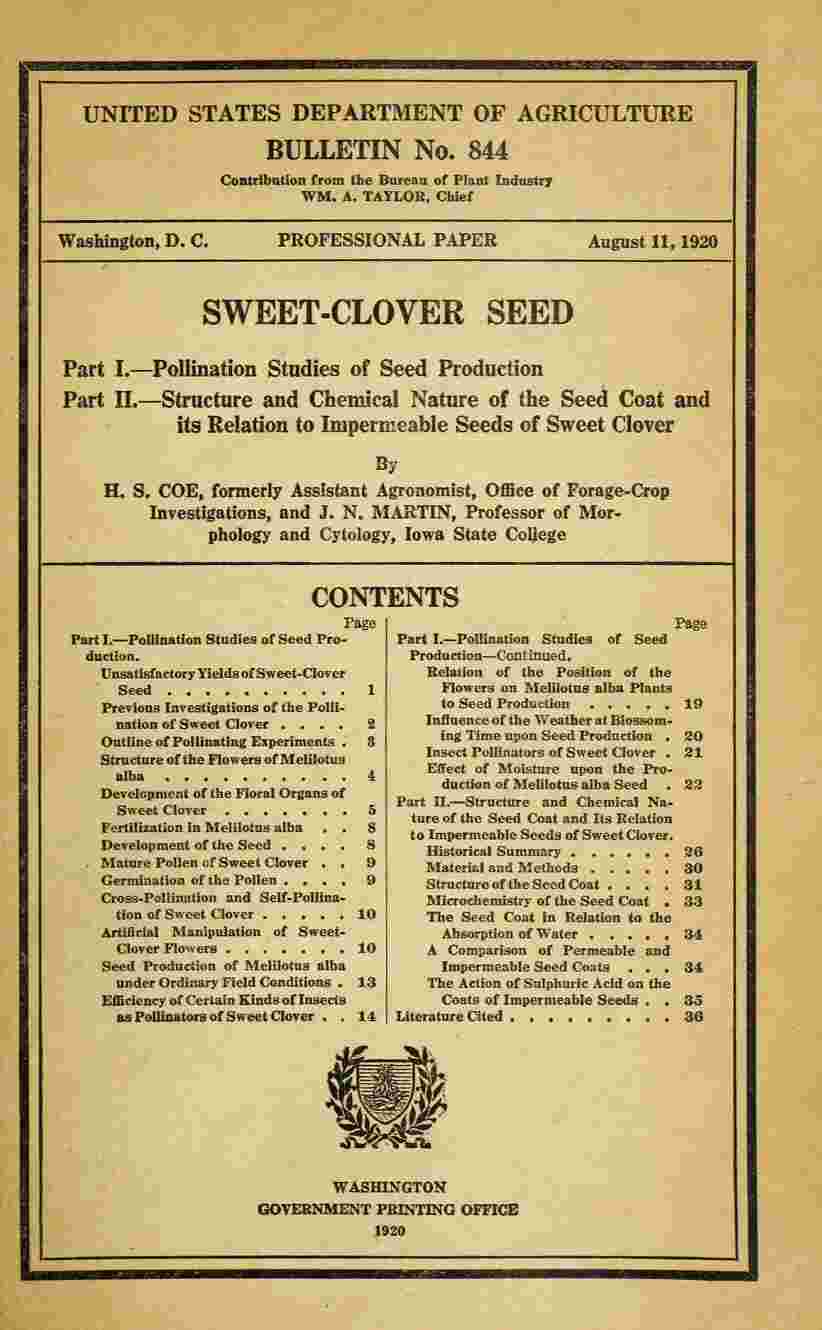 UNITED STATES DEPARTMENT OF AGRICULTURE
BULLETIN No. 844
Contribution from the Bureau of Plant Industry
WM. A. TAYLOR, Chief
Washington, D. C. PROFESSIONAL PAPER August 11, 1920
SWEET-CLOVER SEED
Part I.—Pollination Studies of Seed Production
Part II.—Structure and Chemical Nature of the Seed Coat and
its Relation to Impermeable Seeds of Sweet Clover
By
H. S. COE, formerly Assistant Agronomist, Office of Forage-Crop
Investigations, and J. N. MARTIN, Professor of Mor-
phology and Cytology, Iowa State College
CONTENTS
Page
Part I.—Pollination Studies of Seed Pro-
duction.
Unsatisfactory Yields of Sweet-Clover
Seed . . . . . . . . . . 1
Previous Investigations of the Polli-
nation of Sweet Clover . . . . 2
Outline of Pollinating Experiments . 3
Structure of the Flowers of Melilotus
alba . . . . . . . . . . 4
Development of the Floral Organs of
Sweet Clover . . . . . . . 5
Fertilization in Melilotus alba . . 8
Development of the Seed . . . . 8
Mature Pollen of Sweet Clover . . 9
Germination of the Pollen . . . . 9
Cross-Pollination and Self-Pollina-
tion of Sweet Clover . . . . . 10
Artificial Manipulation of Sweet-
Clover Flowers . . . . . . . 10
Seed Production of Melilotus alba
under Ordinary Field Conditions . 13
Efficiency of Certain Kinds of Insects
as Pollinators of Sweet Clover . . 14
Page
Part I.—Pollination Studies of Seed
Production—Continued.
Relation of the Position of the
Flowers on Melilotus alba Plants
to Seed Production . . . . . 19
Influence of the Weather at Blossom-
ing Time upon Seed Production . 20
Insect Pollinators of Sweet Clover . 21
Effect of Moisture upon the Pro-
duction of Melilotus alba Seed . 22
Part II.—Structure and Chemical Na-
ture of the Seed Coat and Its Relation
to Impermeable Seeds of Sweet Clover.
Historical Summary . . . . . . 26
Material and Methods . . . . . 30
Structure of the Seed Coat . . . . 31
Microchemistry of the Seed Coat . 33
The Seed Coat in Relation to the
Absorption of Water . . . . . 34
A Comparison of Permeable and
Impermeable Seed Coats . . . 34
The Action of Sulphuric Acid on the
Coats of Impermeable Seeds . . 35
Literature Cited . . . . . . . . . 36
WASHINGTON
GOVERNMENT PRINTING OFFICE
1920